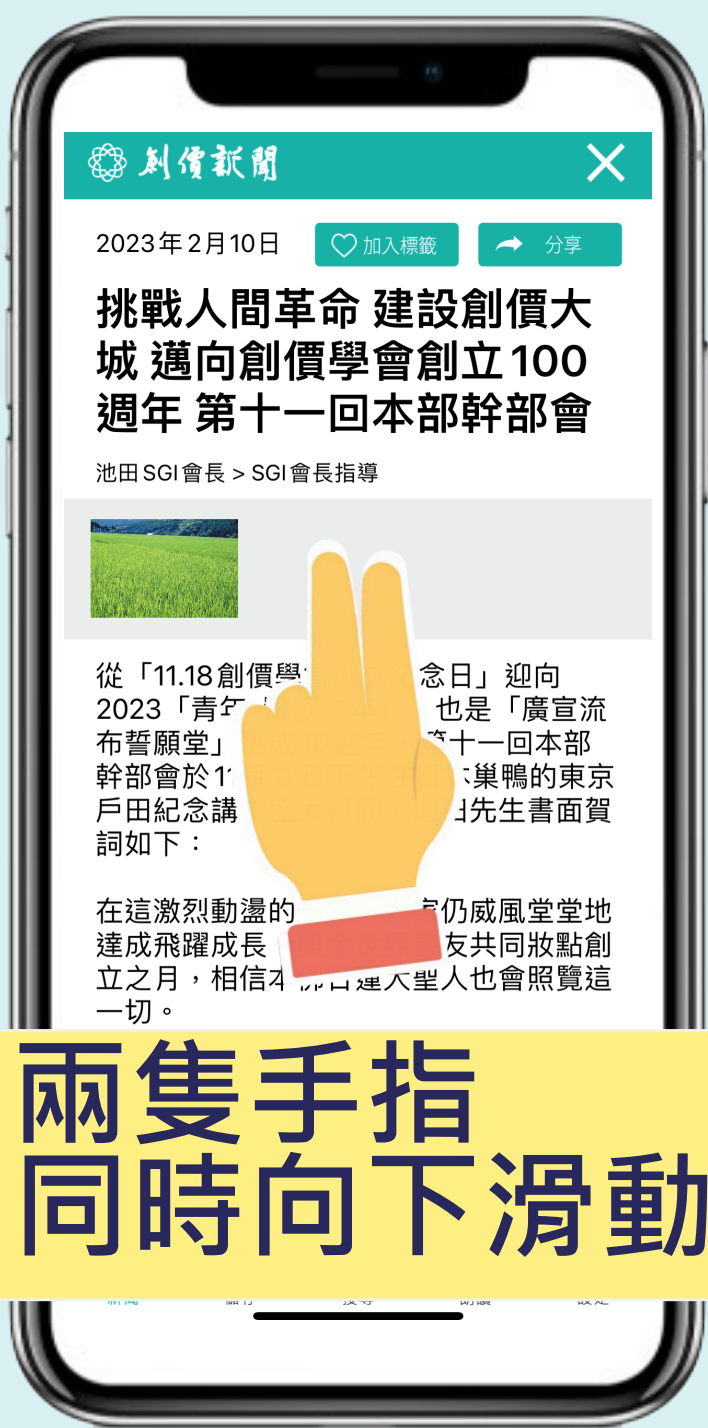 創價新聞
2023年2月10日
加入標籤
分享
挑戰人間革命 建設創價大
城 邁向創價學會創立100
週年 第十一回本部幹部會
池田SGI會長 > SGI會長指導
從「11.18創價學 念日」迎向
2023「青年 也是「廣宣流
布誓願堂」 第十一回本部
幹部會於11 巢鴨的東京
戶田紀念講 先生書面賀
詞如下：
在這激烈動盪的 仍威風堂堂地
達成飛躍成長 友共同妝點創
立之月，相信本佛日蓮大聖人也會照覽這
一切。
兩隻手指
同時向下滑動